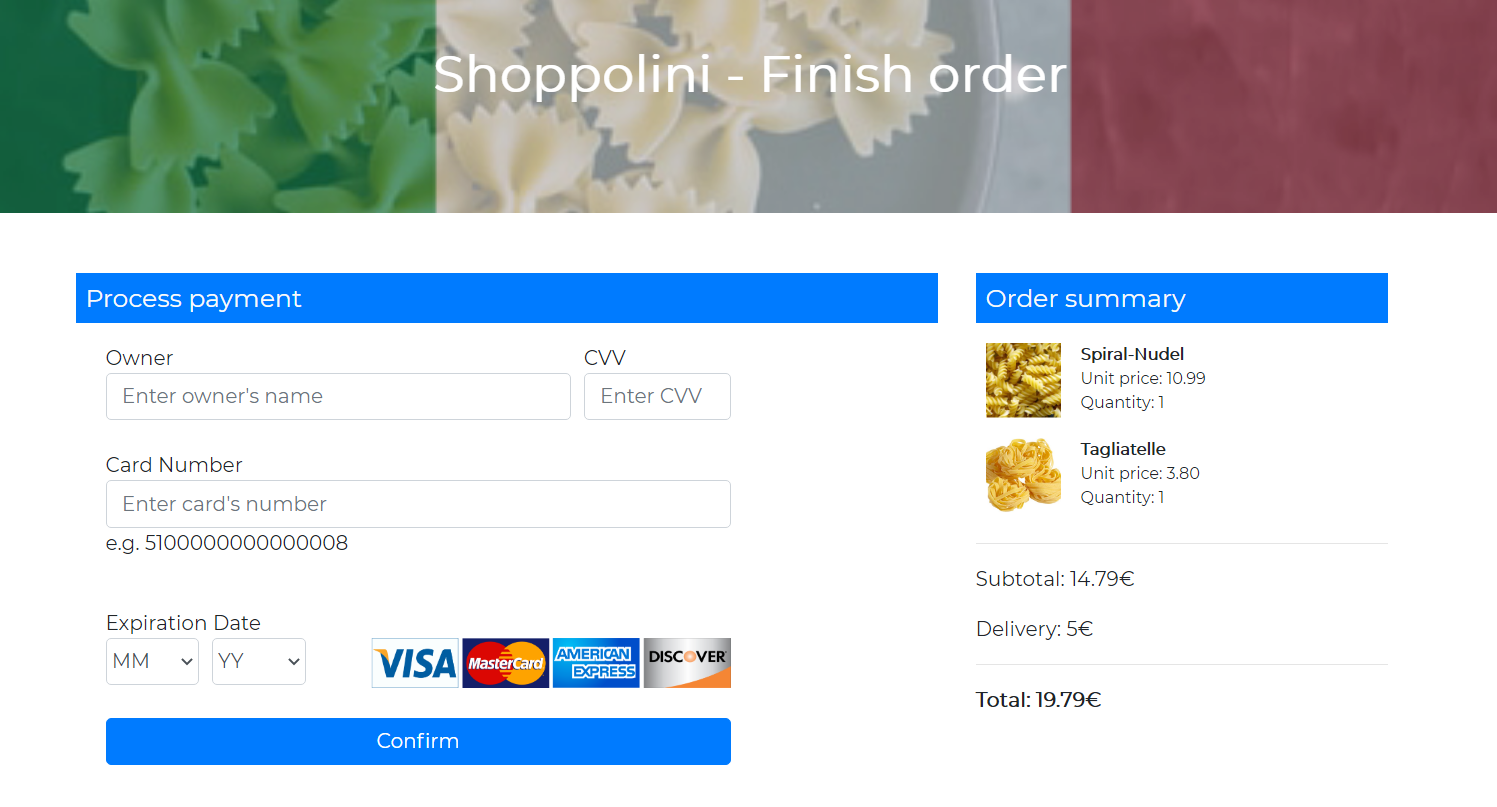 Shoppolini - Finish order
Process payment
Owner
CVV
Enter owner's name
Enter CVV
Card Number
Enter card's number
e.g. 5100000000000008
Expiration Date
MM
YY
VISA
MasterCard
AMERICAN EXPRESS
DISCOVER
Confirm
Order summary
Spiral-Nudel
Unit price: 10.99
Quantity: 1
Tagliatelle
Unit price: 3.80
Quantity: 1
Subtotal: 14.79€
Delivery: 5€
Total: 19.79€